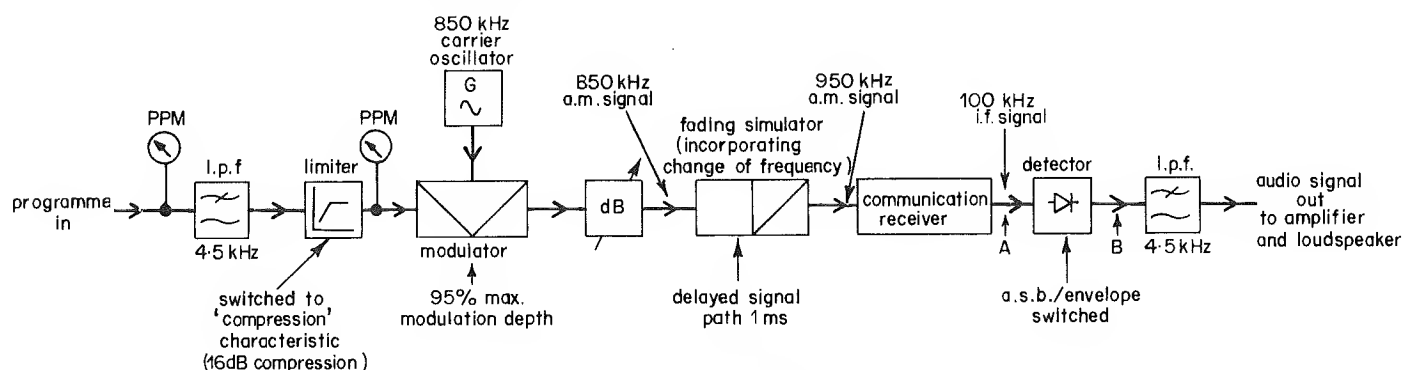 850 kHz
carrier
oscillator
G
PPM
PPM
l.p.f
limiter
programme
in
4.5 kHz
modulator
switched to
'compression'
characteristic
(16dB compression)
95% max.
modulation depth
dB
850 kHz
a.m. signal
fading simulator
(incorporating
change of frequency)
delayed signal
path 1 ms
950 kHz
a.m. signal
communication
receiver
100 kHz
i.f. signal
A
detector
a.s.b./envelope
switched
B
l.p.f.
4·5 kHz
audio signal
out
to amplifier
and loudspeaker